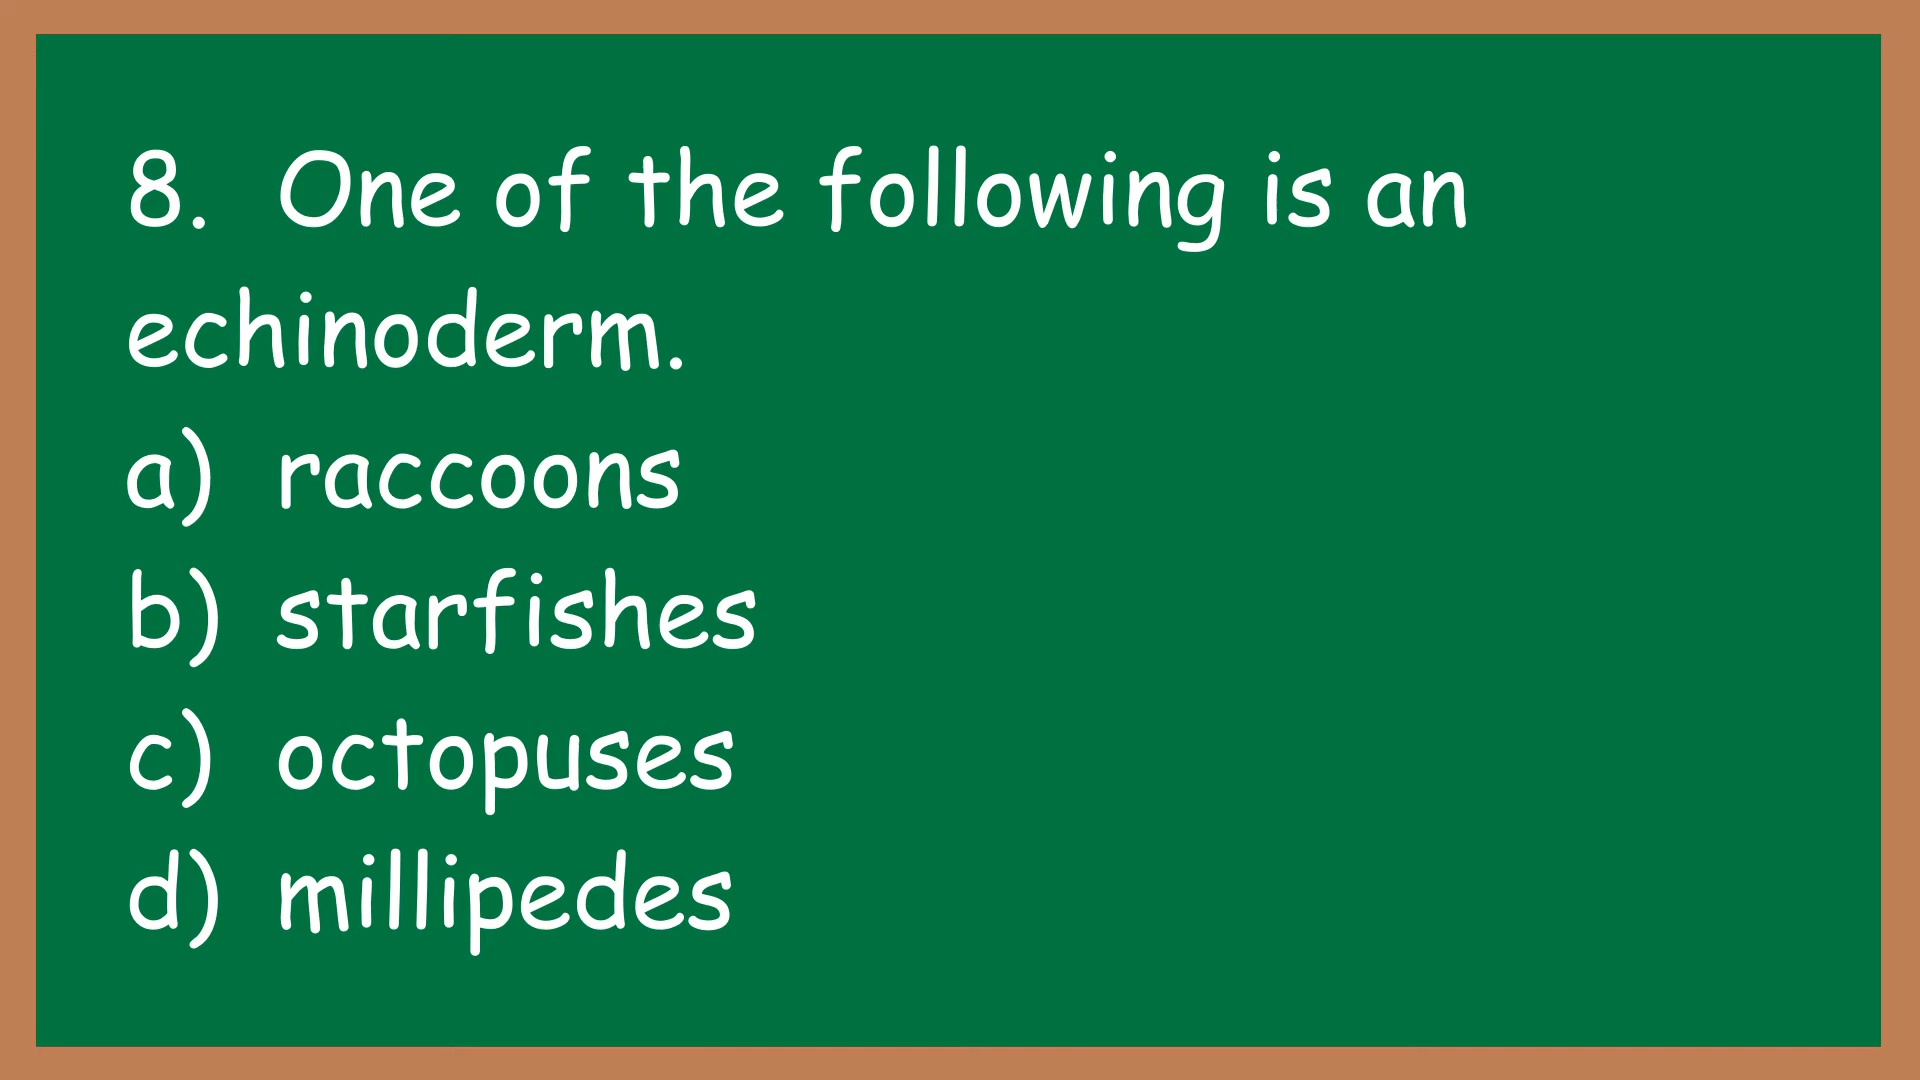 8. One of the following is an
echinoderm.
a) raccoons
b) starfishes
c) octopuses
d) millipedes